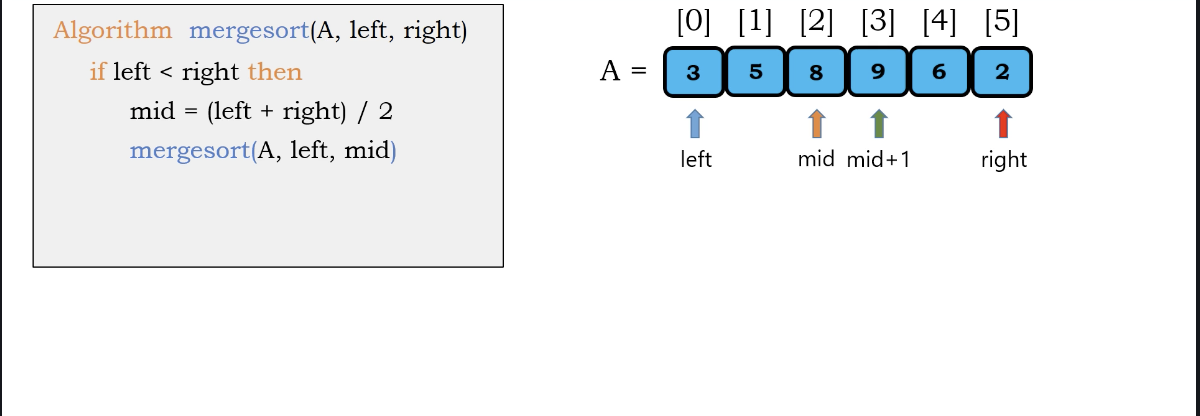 Algorithm mergesort(A, left, right)
if left < right then
mid = (left + right) / 2
mergesort(A, left, mid)
[0] [1] [2] [3] [4] [5]
A = 3 5 8 9 6 2
left mid mid+1 right